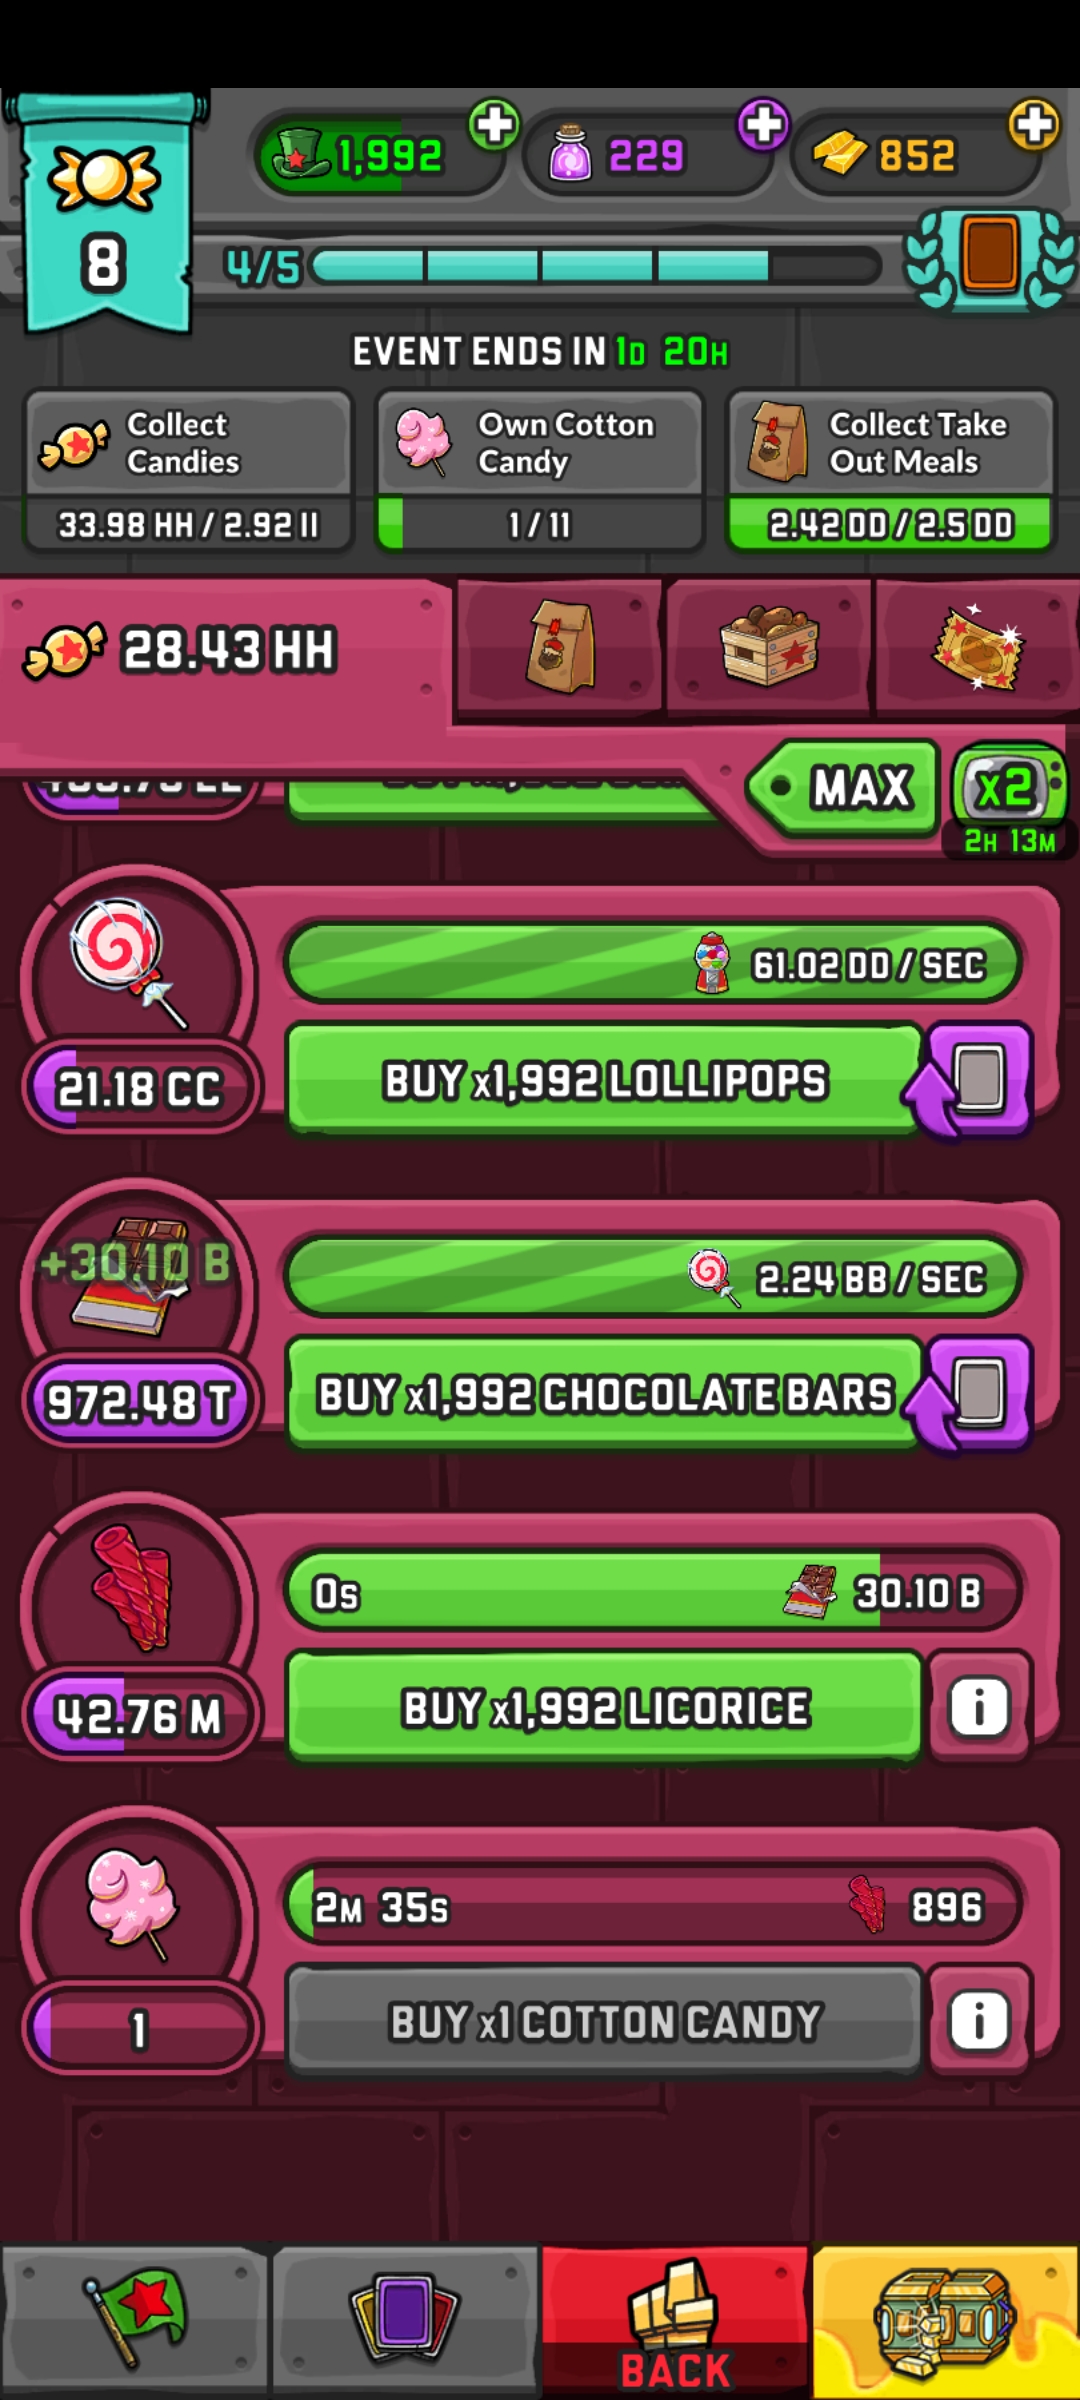 1,992
229
852
8
4/5
EVENT ENDS IN 1D 20H
Collect
Candies
33.98 HH / 2.92 II
Own Cotton
Candy
1 / 11
Collect Take
Out Meals
2.42 DD / 2.5 DD
28.43 HH
MAX
x2
2H 13M
61.02 DD / SEC
21.18 CC
BUY x1,992 LOLLIPOPS
+30.10 B
2.24 BB / SEC
972.48 T
BUY x1,992 CHOCOLATE BARS
0S
30.10 B
42.76 M
BUY x1,992 LICORICE
i
2M 35S
896
1
BUY x1 COTTON CANDY
i
BACK